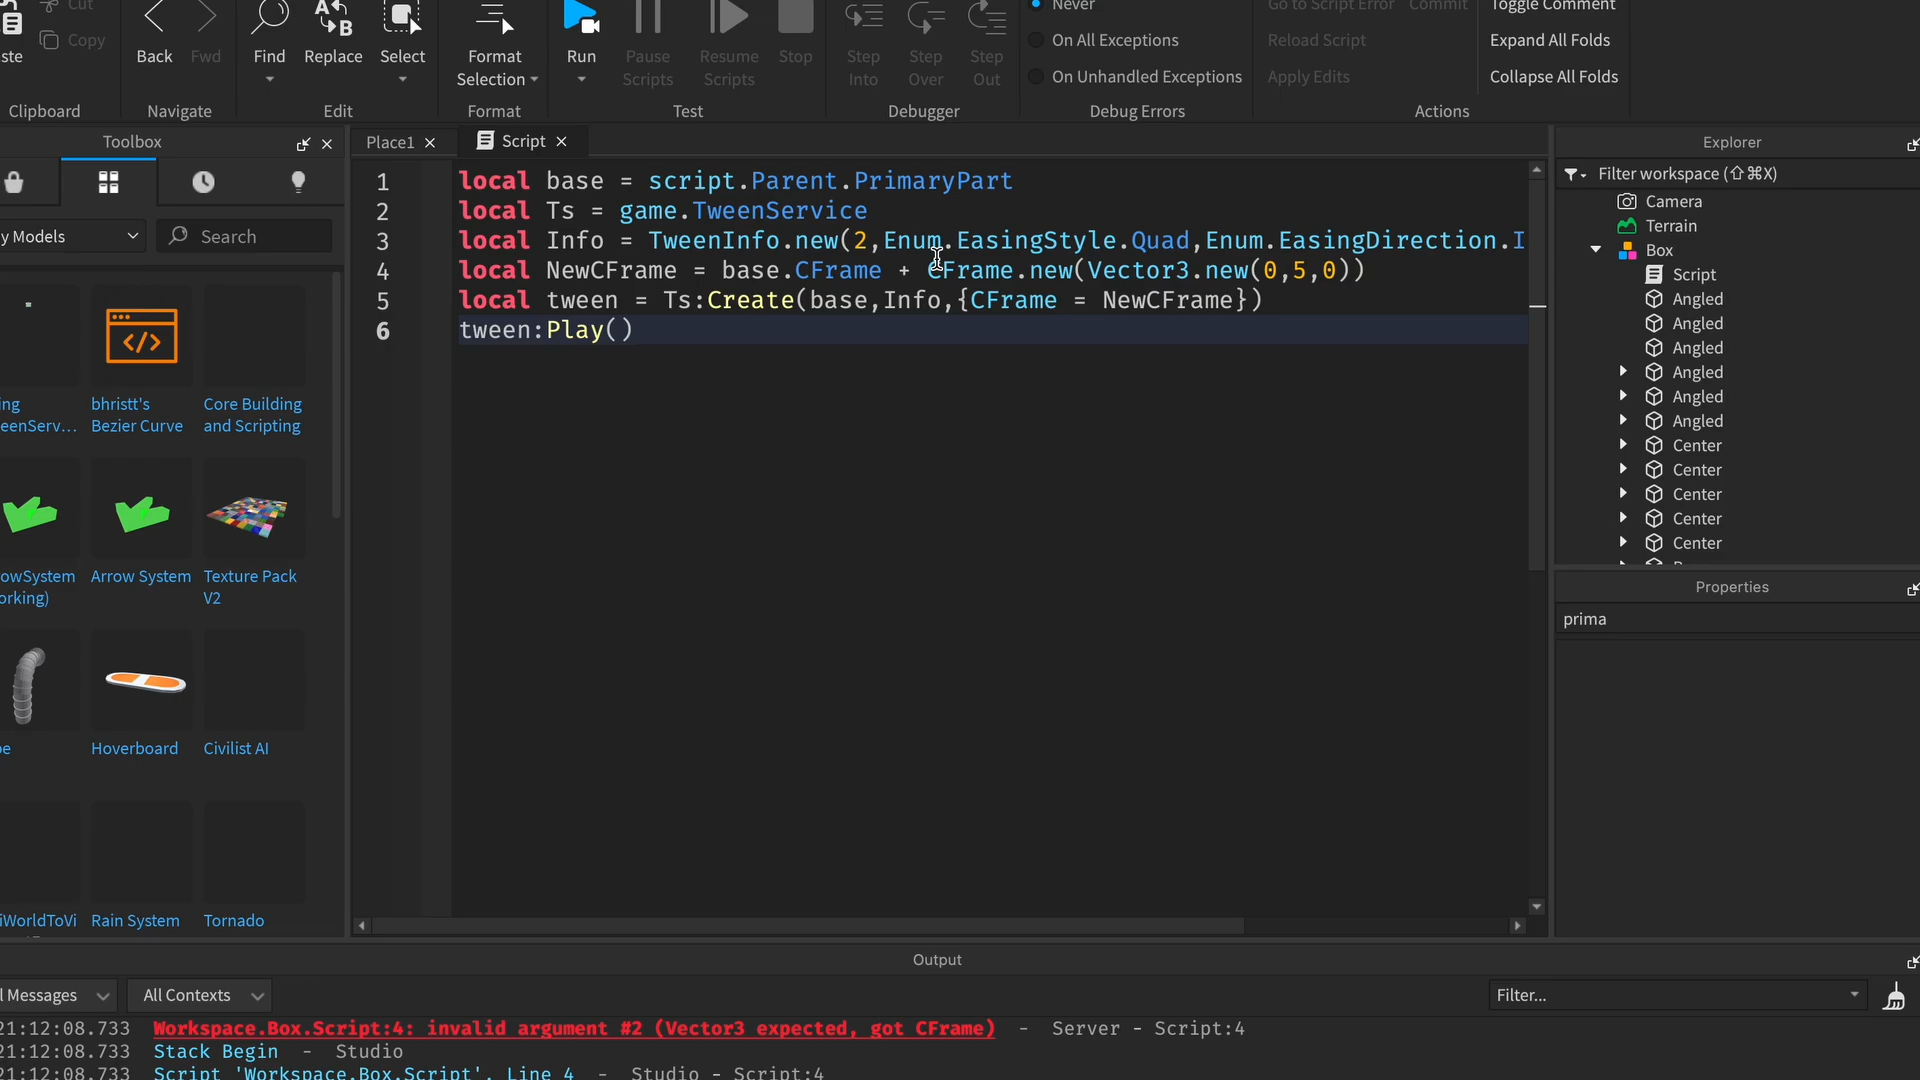 Cut
Never
Go to Script Error
Commit
Toggle Comment
ste
Copy
Back
Fwd
Find
Replace
Select
Format
Selection
Run
Pause
Scripts
Resume
Scripts
Stop
Step
Into
Step
Over
Step
Out
On All Exceptions
On Unhandled Exceptions
Reload Script
Apply Edits
Expand All Folds
Collapse All Folds
Clipboard
Navigate
Edit
Format
Test
Debugger
Debug Errors
Actions
Toolbox
y Models
Search
ing
eenServ...
bhristt's
Bezier Curve
Core Building
and Scripting
owSystem
orking)
Arrow System
Texture Pack
V2
pe
Hoverboard
Civilist AI
iWorldToVi
Rain System
Tornado
Place1
Script
1 local base = script.Parent.PrimaryPart
2 local Ts = game.TweenService
3 local Info = TweenInfo.new(2,Enum.EasingStyle.Quad,Enum.EasingDirection.I
4 local NewCFrame = base.CFrame + CFrame.new(Vector3.new(0,5,0))
5 local tween = Ts:Create(base,Info,{CFrame = NewCFrame})
6 tween:Play()
Explorer
Filter workspace (⇧⌘X)
Camera
Terrain
Box
Script
Angled
Angled
Angled
Angled
Angled
Angled
Center
Center
Center
Center
Center
Properties
prima
Output
l Messages
All Contexts
Filter...
21:12:08.733 Workspace.Box.Script:4: invalid argument #2 (Vector3 expected, got CFrame) - Server - Script:4
21:12:08.733 Stack Begin - Studio
21:12:08.733 Script 'Workspace.Box.Script', Line 4 - Studio - Script:4